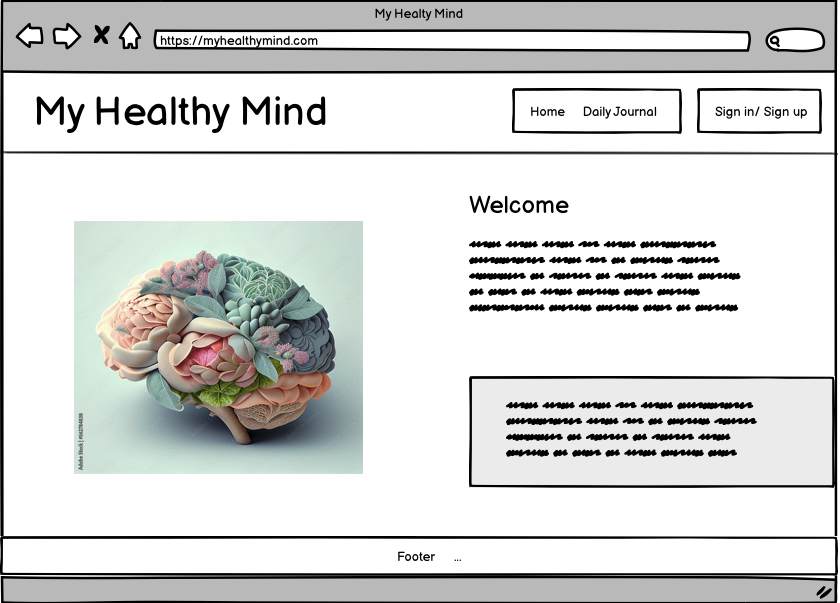 My Healty Mind
https://myhealthymind.com
My Healthy Mind
Home Daily Journal Sign in/ Sign up
Welcome
Adobe Stock | #562784838
Footer ...